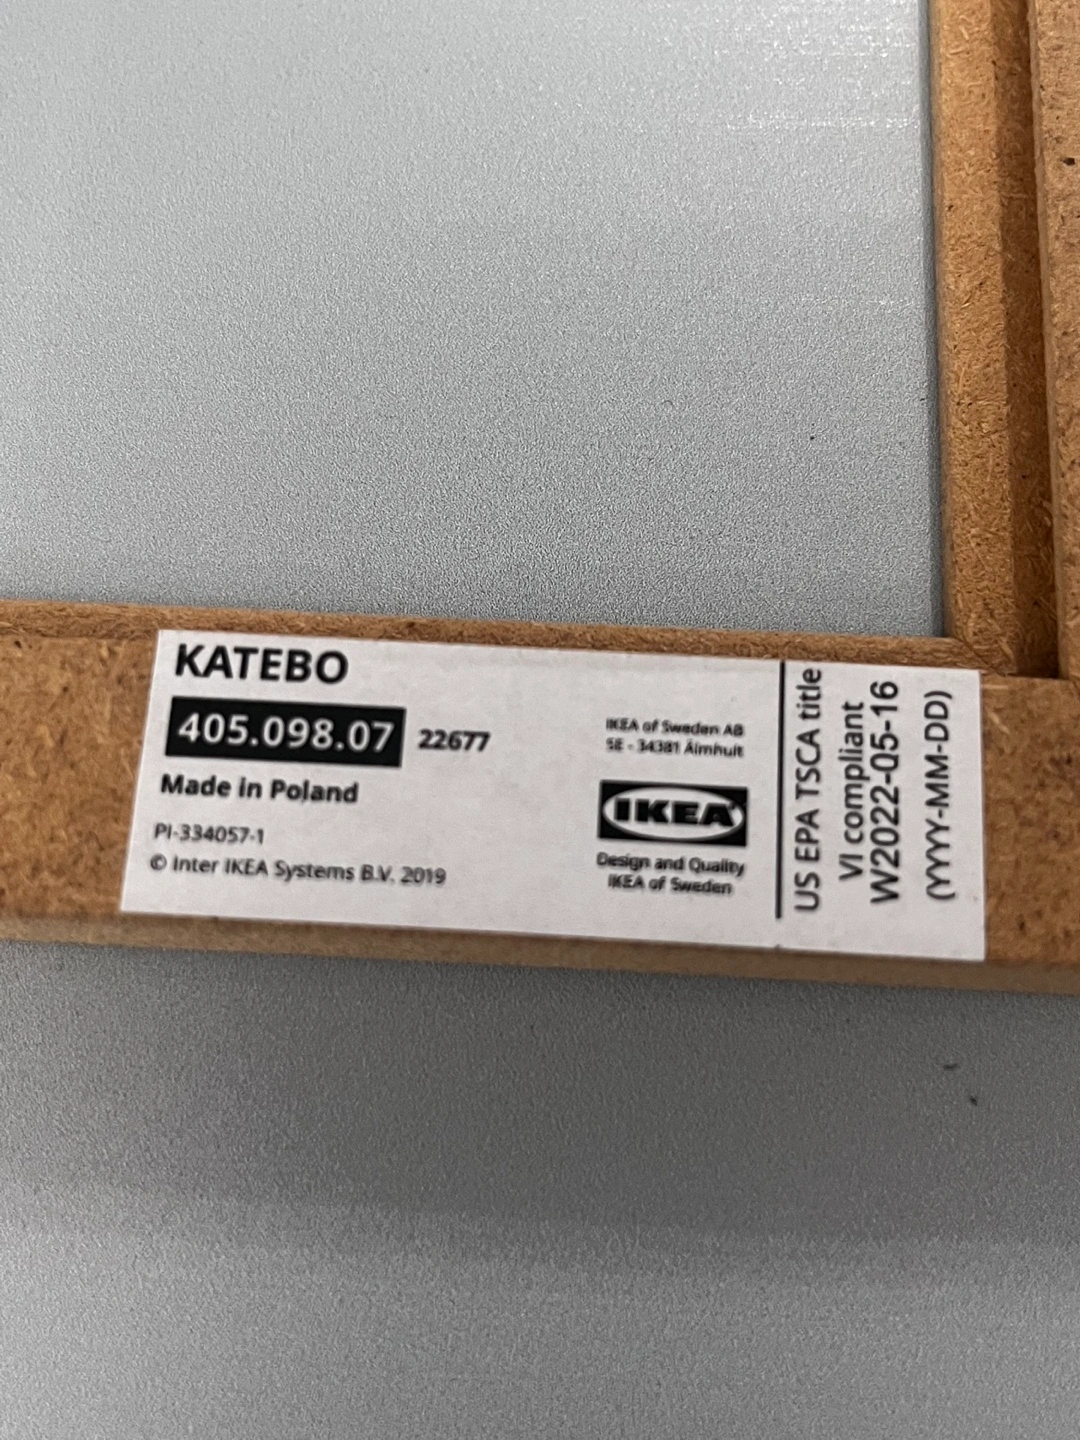 KATEBO
405.098.07 22677
Made in Poland
PI-334057-1
© Inter IKEA Systems B.V. 2019
IKEA of Sweden AB
SE - 34381 Älmhult
IKEA
Design and Quality
IKEA of Sweden
US EPA TSCA title
VI compliant
W2022-05-16
(YYYY-MM-DD)